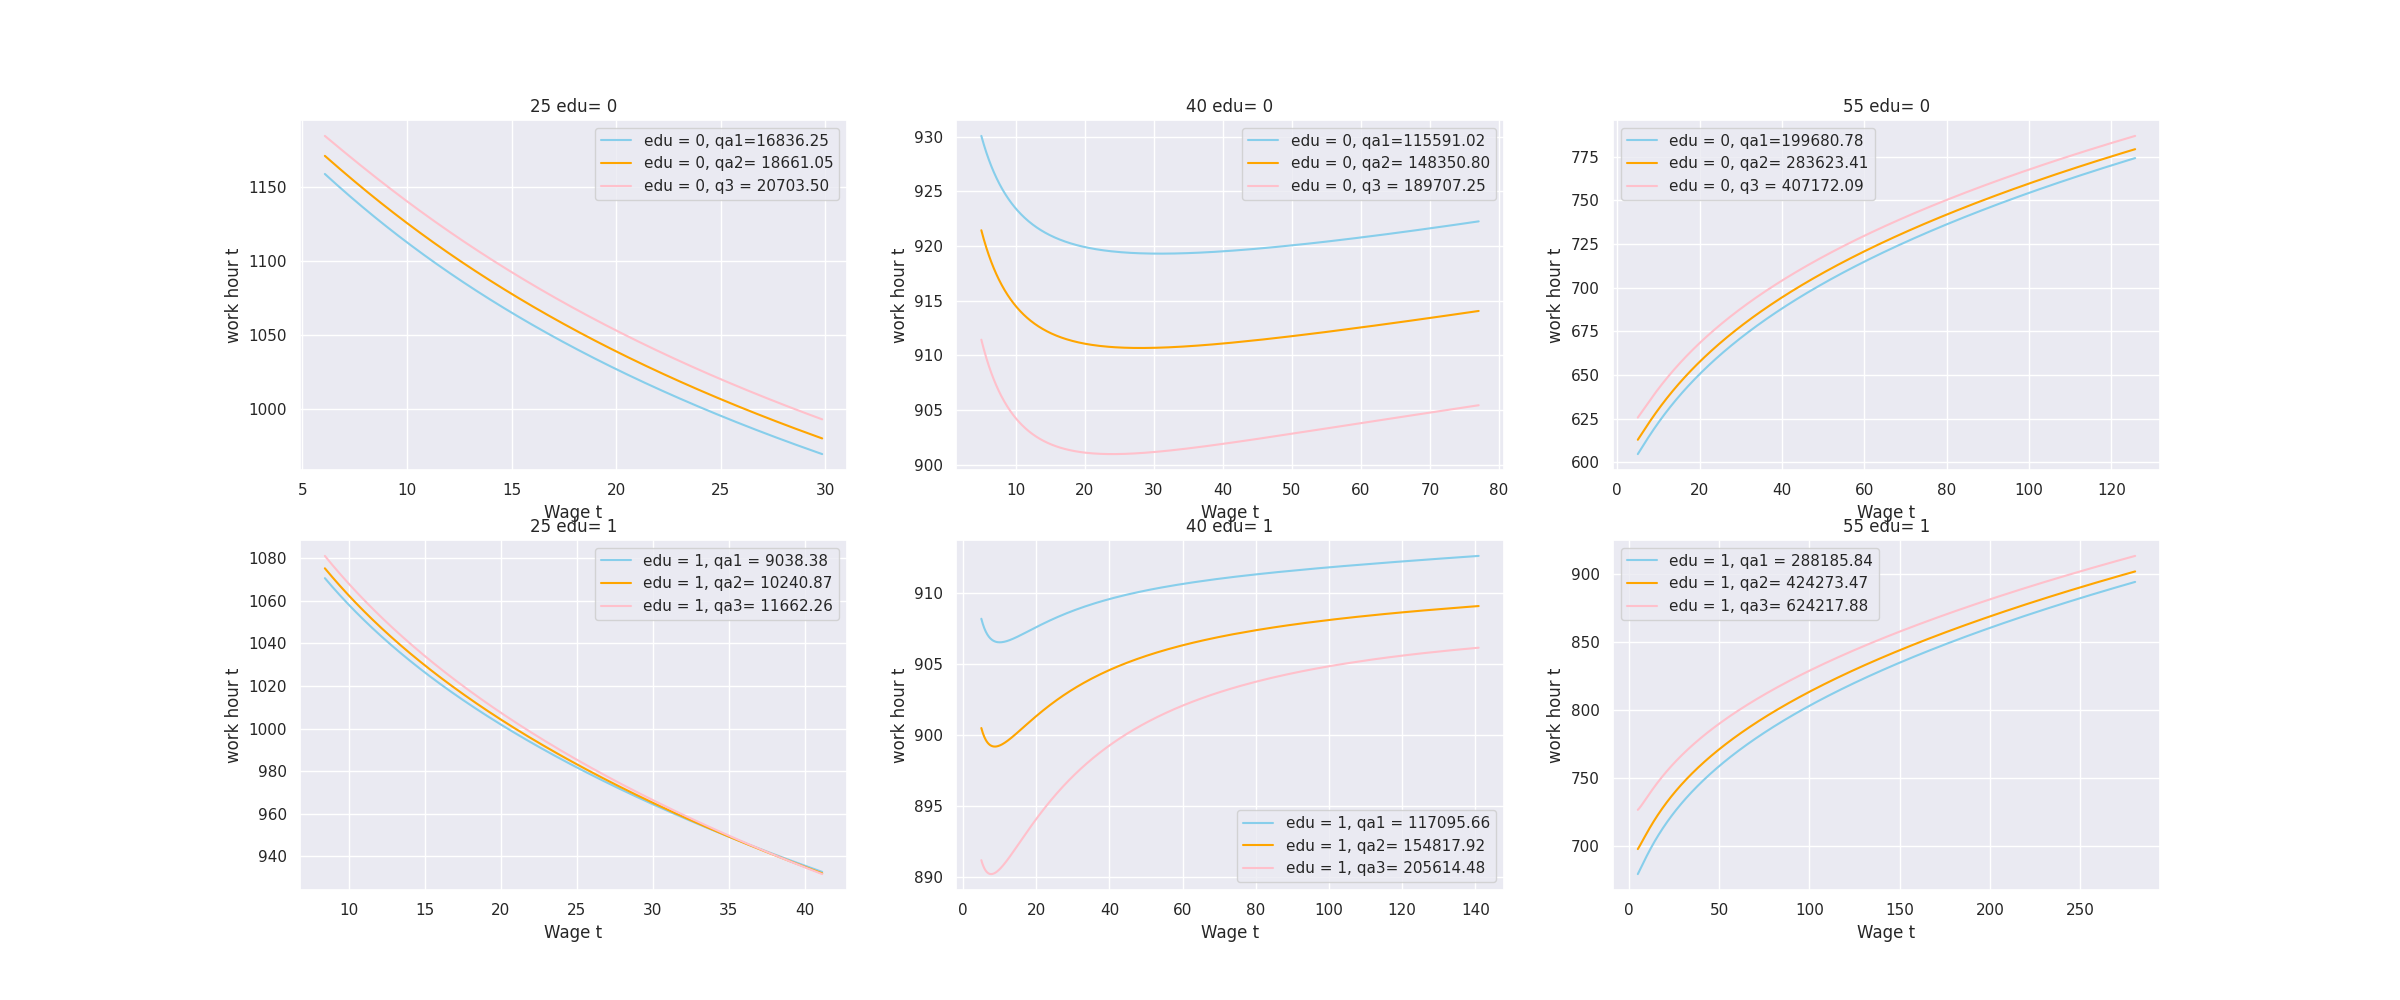 25 edu= 0
edu = 0, qa1=16836.25
edu = 0, qa2= 18661.05
edu = 0, q3 = 20703.50
work hour t
1150
1100
1050
1000
5 10 15 20 25 30
Wage t
40 edu= 0
edu = 0, qa1=115591.02
edu = 0, qa2= 148350.80
edu = 0, q3 = 189707.25
work hour t
930
925
920
915
910
905
900
10 20 30 40 50 60 70 80
Wage t
55 edu= 0
edu = 0, qa1=199680.78
edu = 0, qa2= 283623.41
edu = 0, q3 = 407172.09
work hour t
775
750
725
700
675
650
625
600
0 20 40 60 80 100 120
Wage t
25 edu= 1
edu = 1, qa1 = 9038.38
edu = 1, qa2= 10240.87
edu = 1, qa3= 11662.26
work hour t
1080
1060
1040
1020
1000
980
960
940
10 15 20 25 30 35 40
Wage t
40 edu= 1
work hour t
910
905
900
895
890
edu = 1, qa1 = 117095.66
edu = 1, qa2= 154817.92
edu = 1, qa3= 205614.48
0 20 40 60 80 100 120 140
Wage t
55 edu= 1
edu = 1, qa1 = 288185.84
edu = 1, qa2= 424273.47
edu = 1, qa3= 624217.88
work hour t
900
850
800
750
700
0 50 100 150 200 250
Wage t